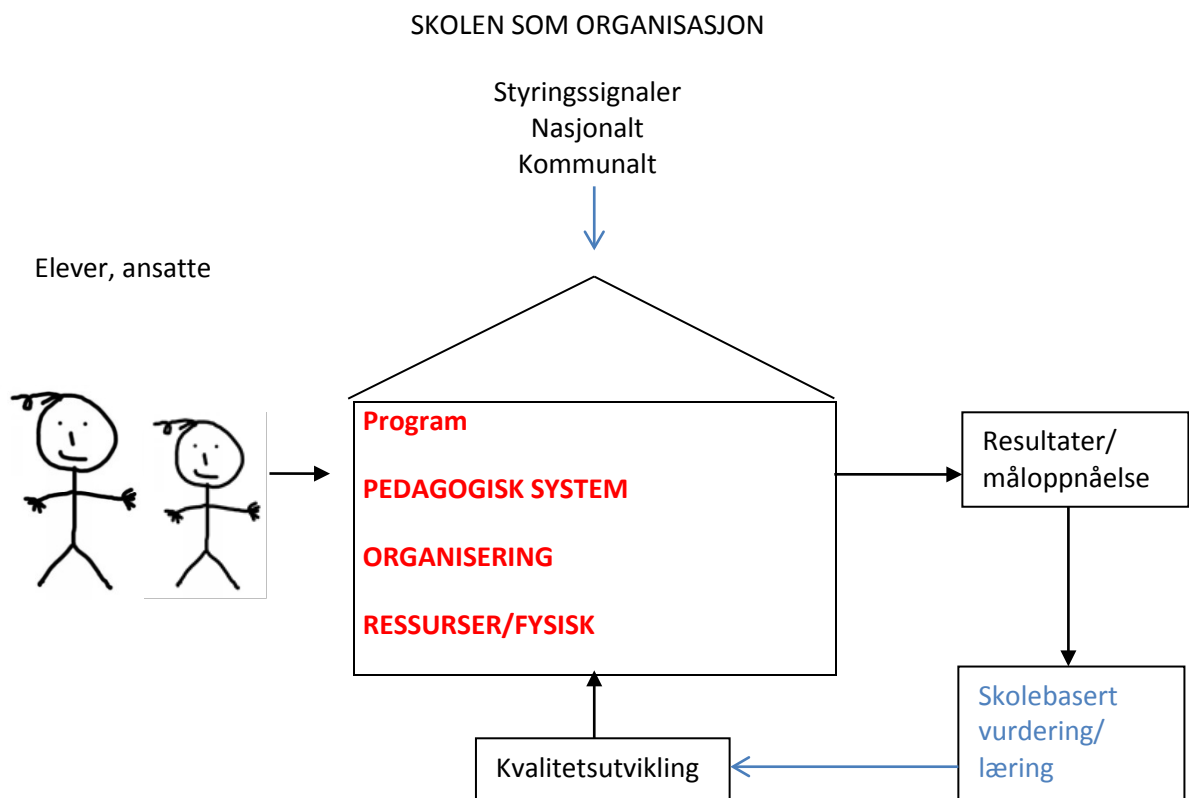 SKOLEN SOM ORGANISASJON
Styringssignaler
Nasjonalt
Kommunalt
Elever, ansatte
Program
PEDAGOGISK SYSTEM
ORGANISERING
RESSURSER/FYSISK
Resultater/
måloppnåelse
Skolebasert
vurdering/
læring
Kvalitetsutvikling